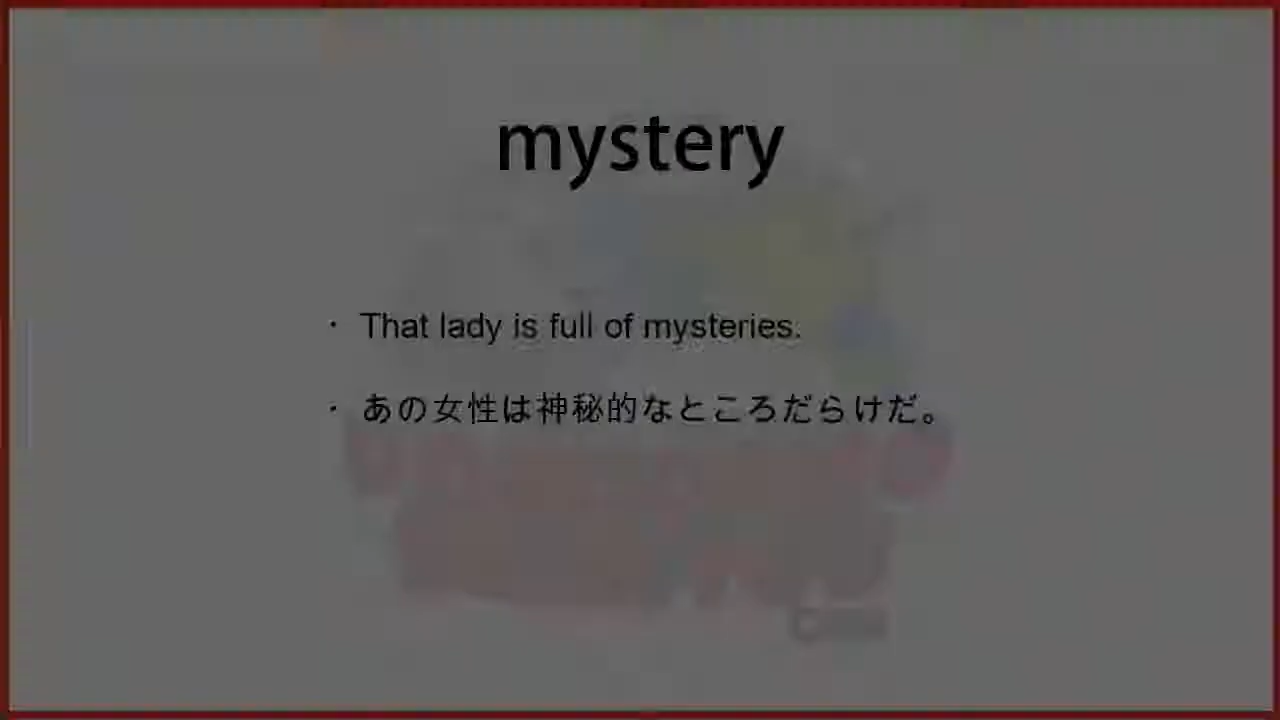 mystery
· That lady is full of mysteries.
· あの女性は神秘的なところだらけだ。